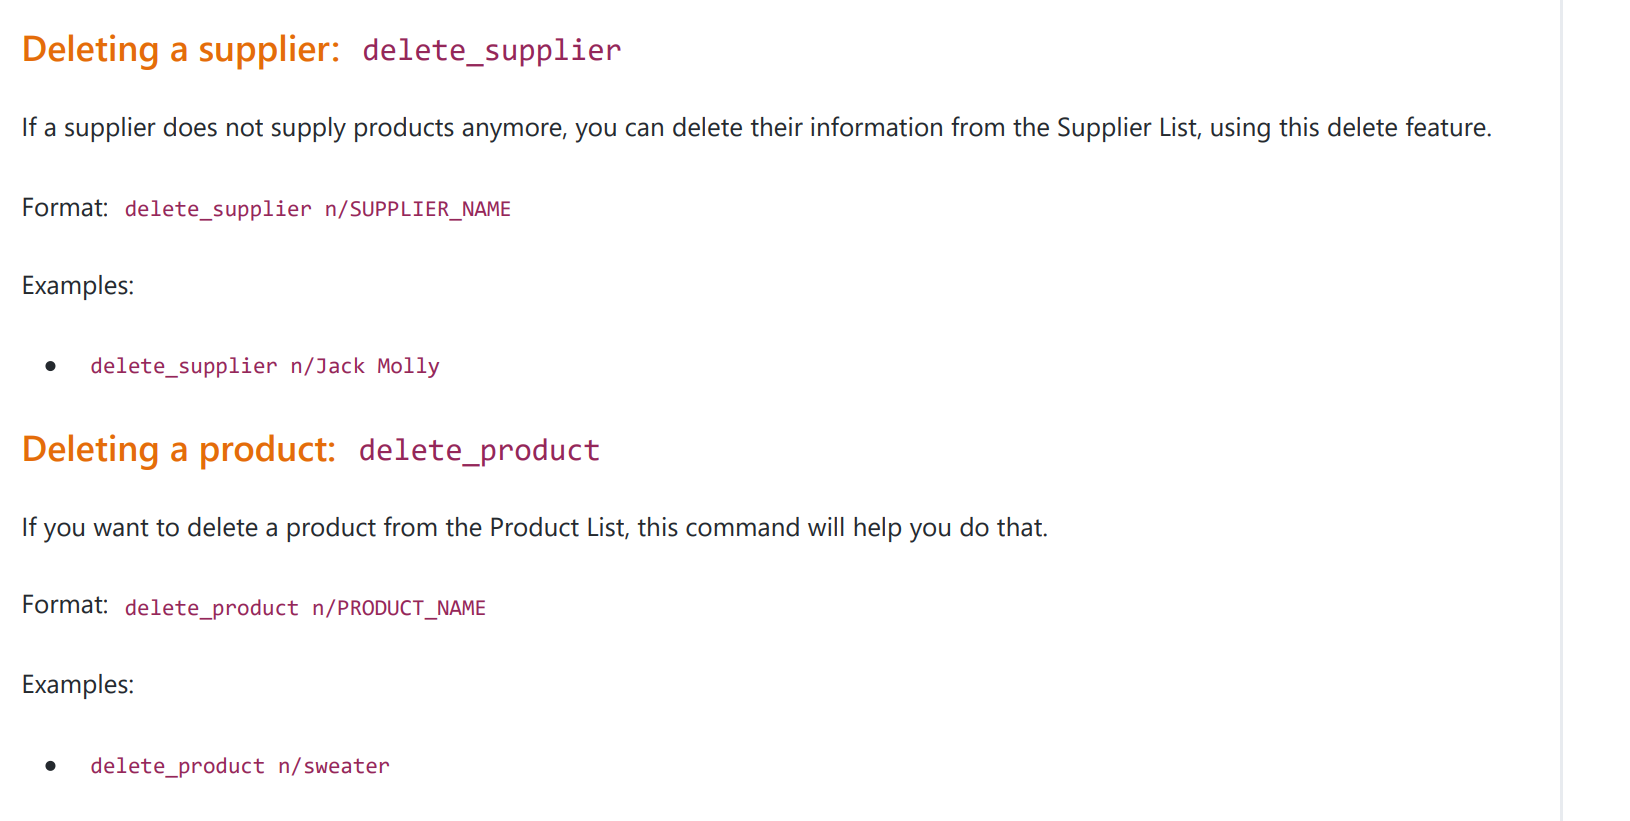 Deleting a supplier: delete_supplier
If a supplier does not supply products anymore, you can delete their information from the Supplier List, using this delete feature.
Format: delete_supplier n/SUPPLIER_NAME
Examples:
• delete_supplier n/Jack Molly
Deleting a product: delete_product
If you want to delete a product from the Product List, this command will help you do that.
Format: delete_product n/PRODUCT_NAME
Examples:
• delete_product n/sweater